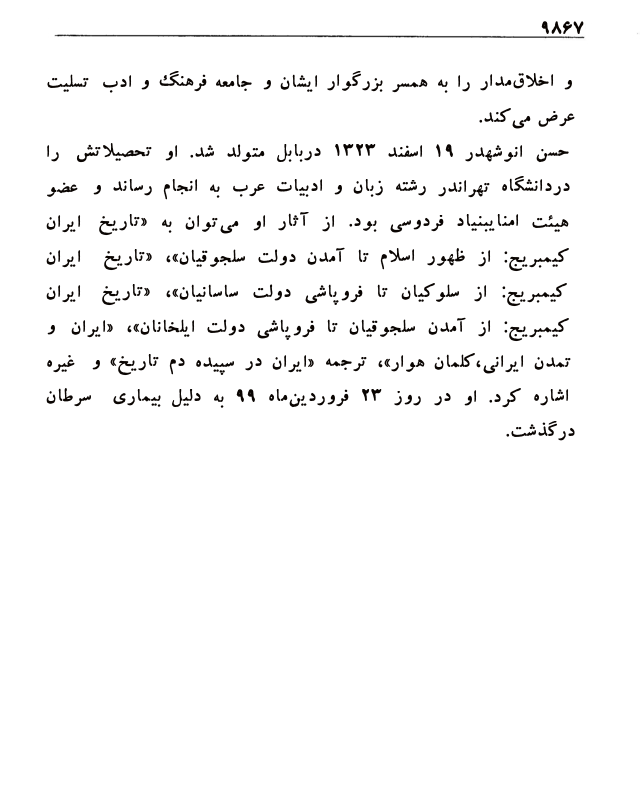 ۹۸۶۷
و اخلاق‌مدار را به همسر بزرگوار ایشان و جامعه فرهنگ و ادب تسلیت
عرض می‌کند.
حسن انوشهدر ۱۹ اسفند ۱۳۲۳ دربابل متولد شد. او تحصیلاتش را
دردانشگاه تهراندر رشته زبان و ادبیات عرب به انجام رساند و عضو
هیئت امنایبنیاد فردوسی بود. از آثار او می‌توان به «تاریخ ایران
کیمبریج: از ظهور اسلام تا آمدن دولت سلجوقیان»، «تاریخ ایران
کیمبریج: از سلوکیان تا فروپاشی دولت ساسانیان»، «تاریخ ایران
کیمبریج: از آمدن سلجوقیان تا فروپاشی دولت ایلخانان»، «ایران و
تمدن ایرانی،کلمان هوار»، ترجمه «ایران در سپیده دم تاریخ» و غیره
اشاره کرد. او در روز ۲۳ فروردین‌ماه ۹۹ به دلیل بیماری سرطان
درگذشت.